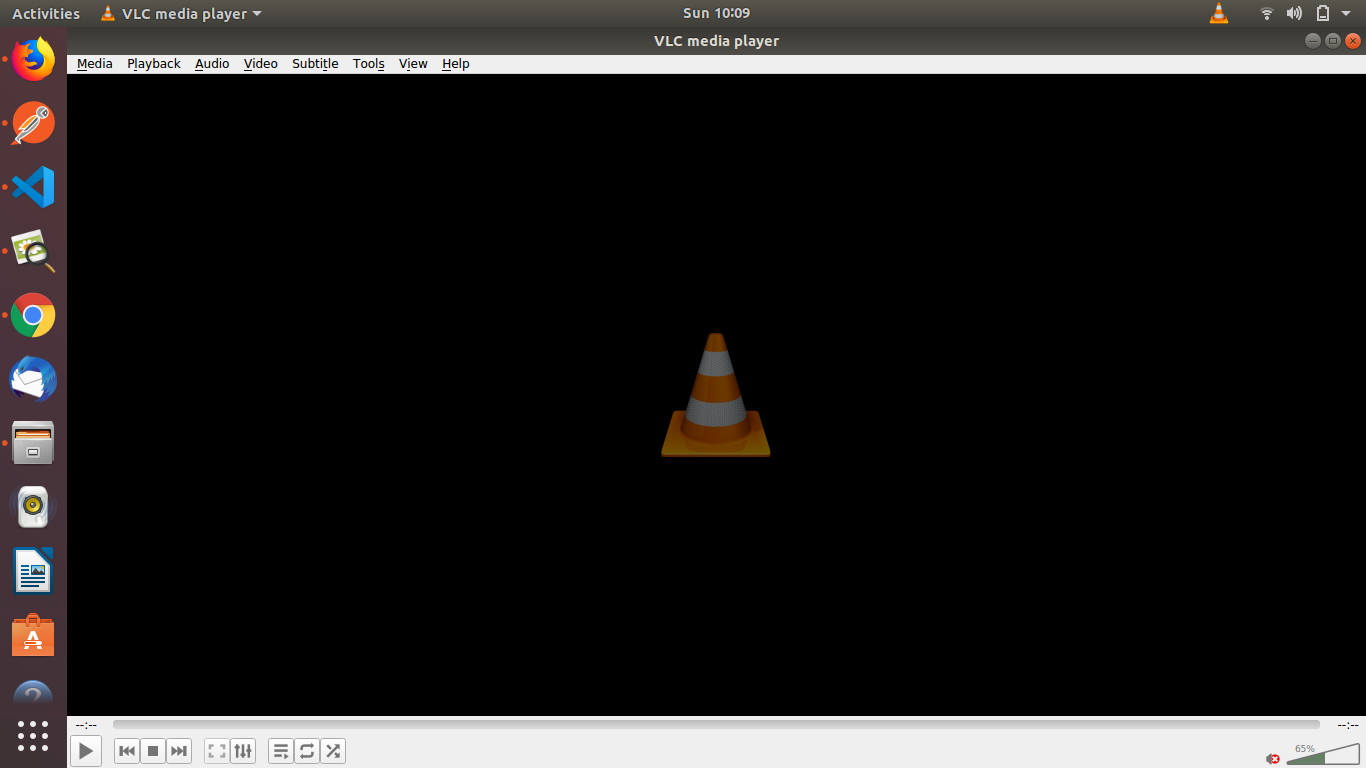 Activities VLC media player Sun 10:09
VLC media player
Media Playback Audio Video Subtitle Tools View Help
--:-- --:--
65%